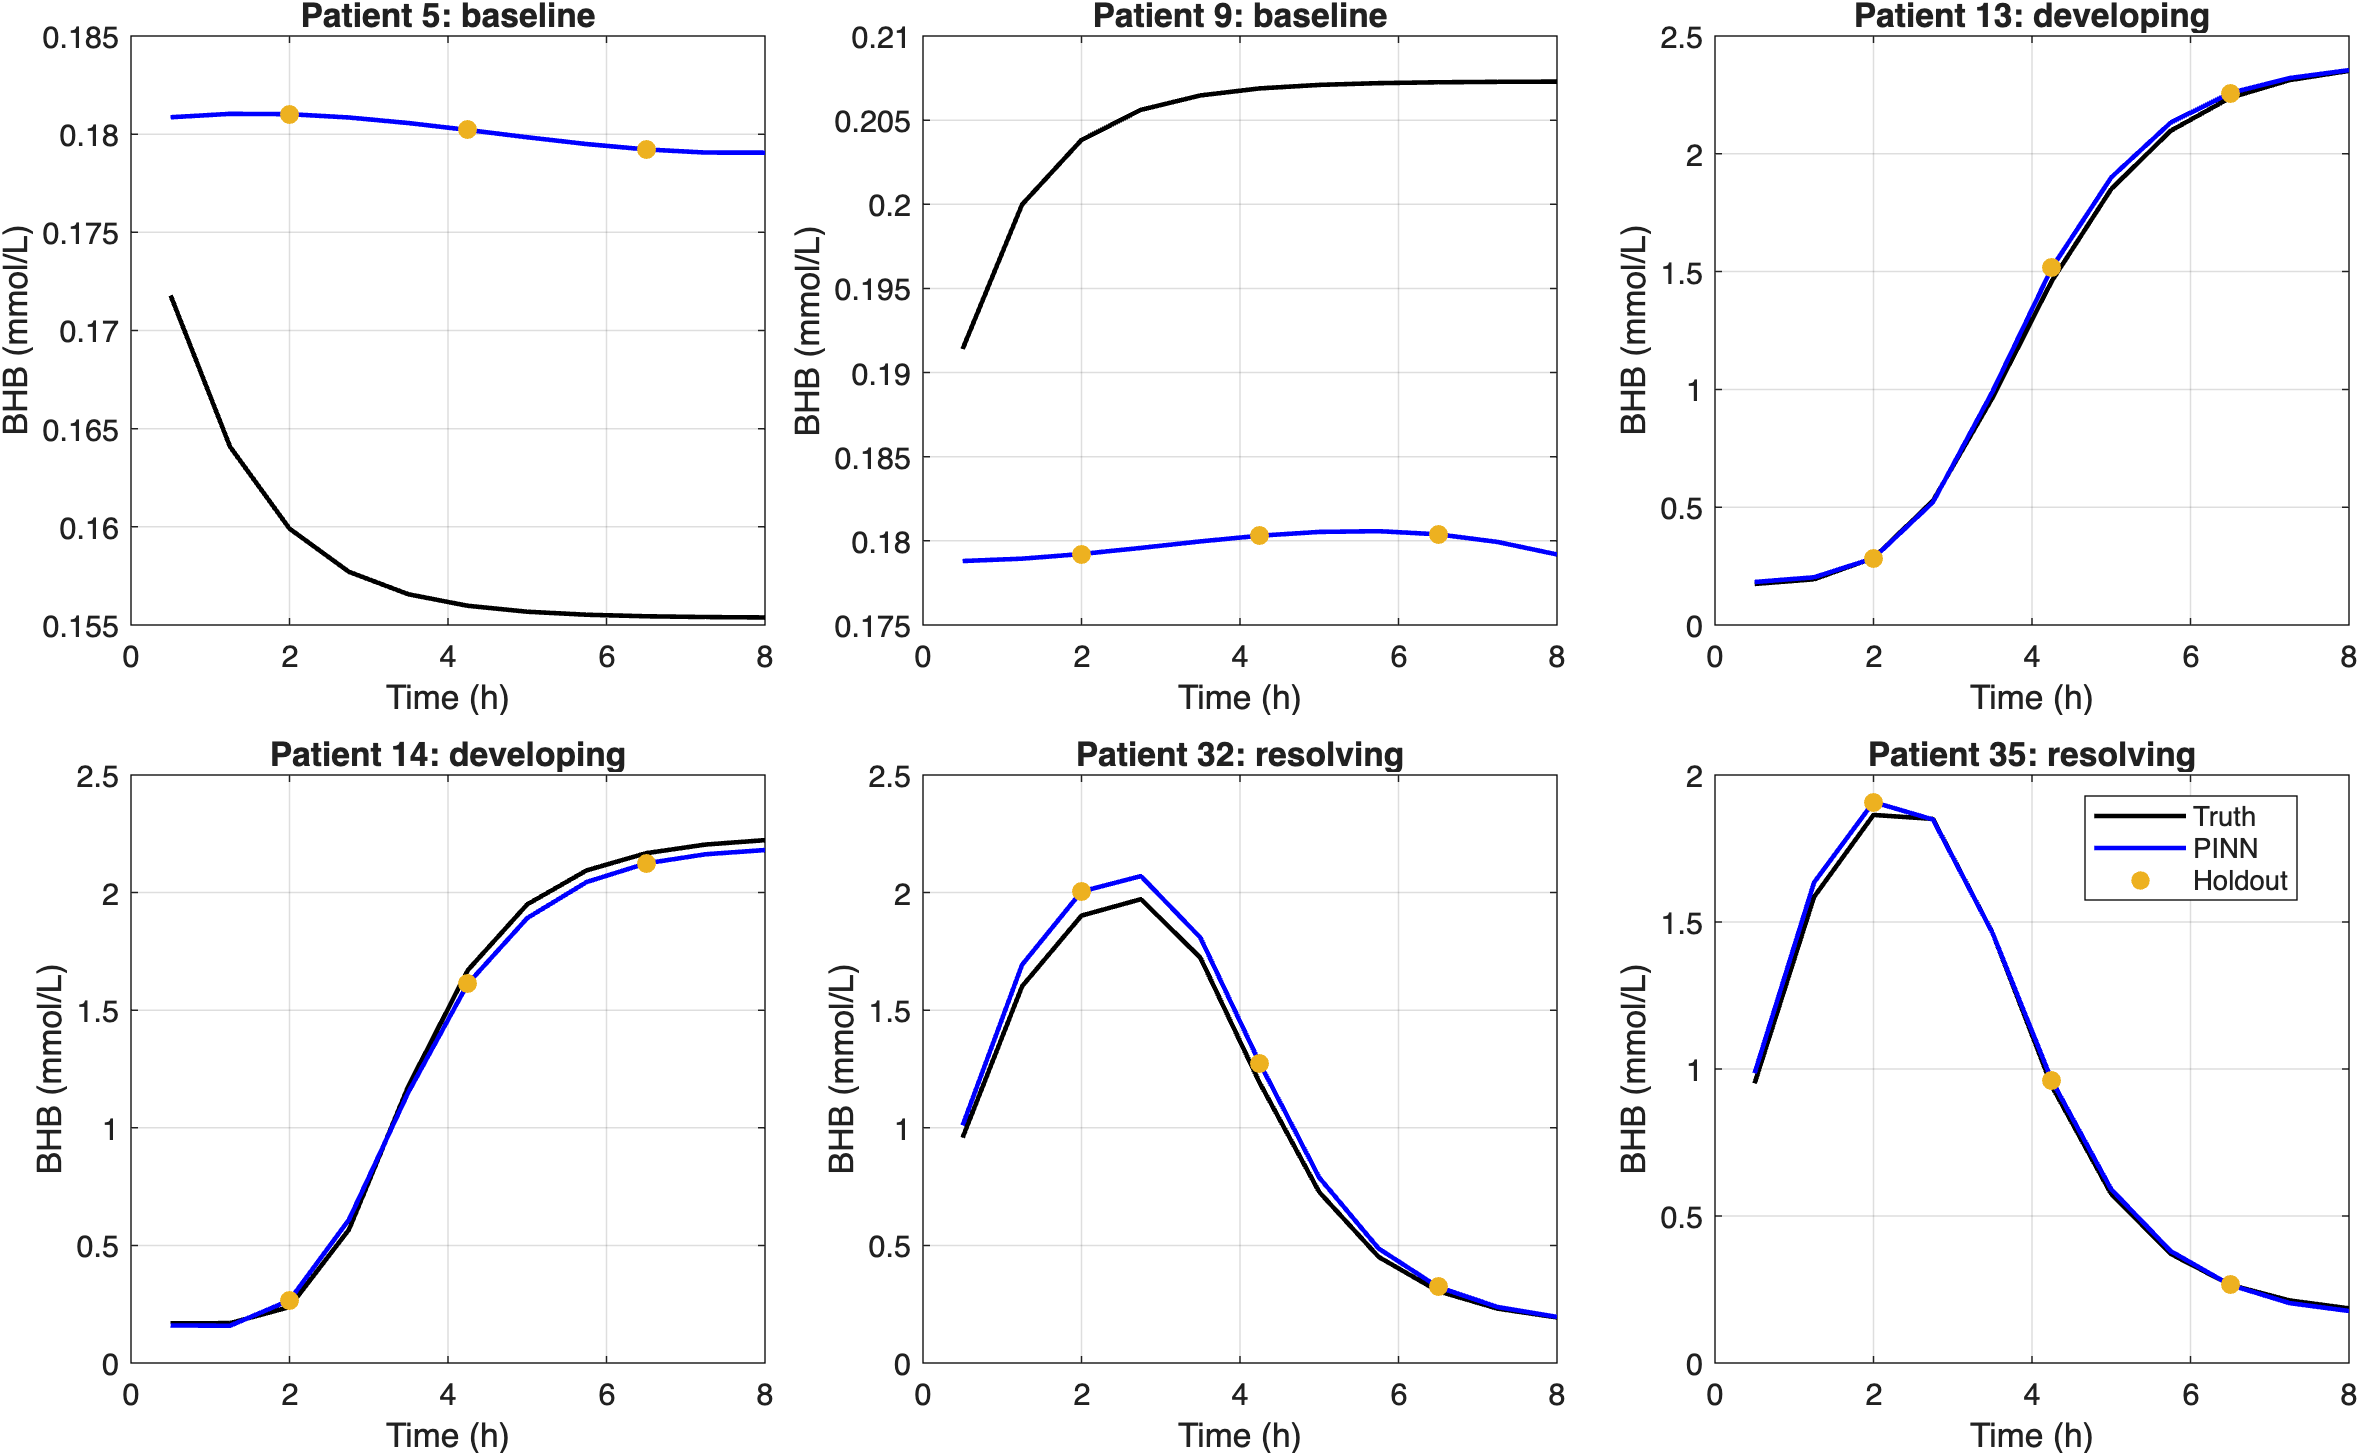 Patient 5: baseline
0.185
0.18
0.175
0.17
0.165
0.16
0.155
BHB (mmol/L)
0 2 4 6 8
Time (h)
Patient 9: baseline
0.21
0.205
0.2
0.195
0.19
0.185
0.18
0.175
BHB (mmol/L)
0 2 4 6 8
Time (h)
Patient 13: developing
2.5
2
1.5
1
0.5
0
BHB (mmol/L)
0 2 4 6 8
Time (h)
Patient 14: developing
2.5
2
1.5
1
0.5
0
BHB (mmol/L)
0 2 4 6 8
Time (h)
Patient 32: resolving
2.5
2
1.5
1
0.5
0
BHB (mmol/L)
0 2 4 6 8
Time (h)
Patient 35: resolving
2
1.5
1
0.5
0
BHB (mmol/L)
Truth
PINN
Holdout
0 2 4 6 8
Time (h)